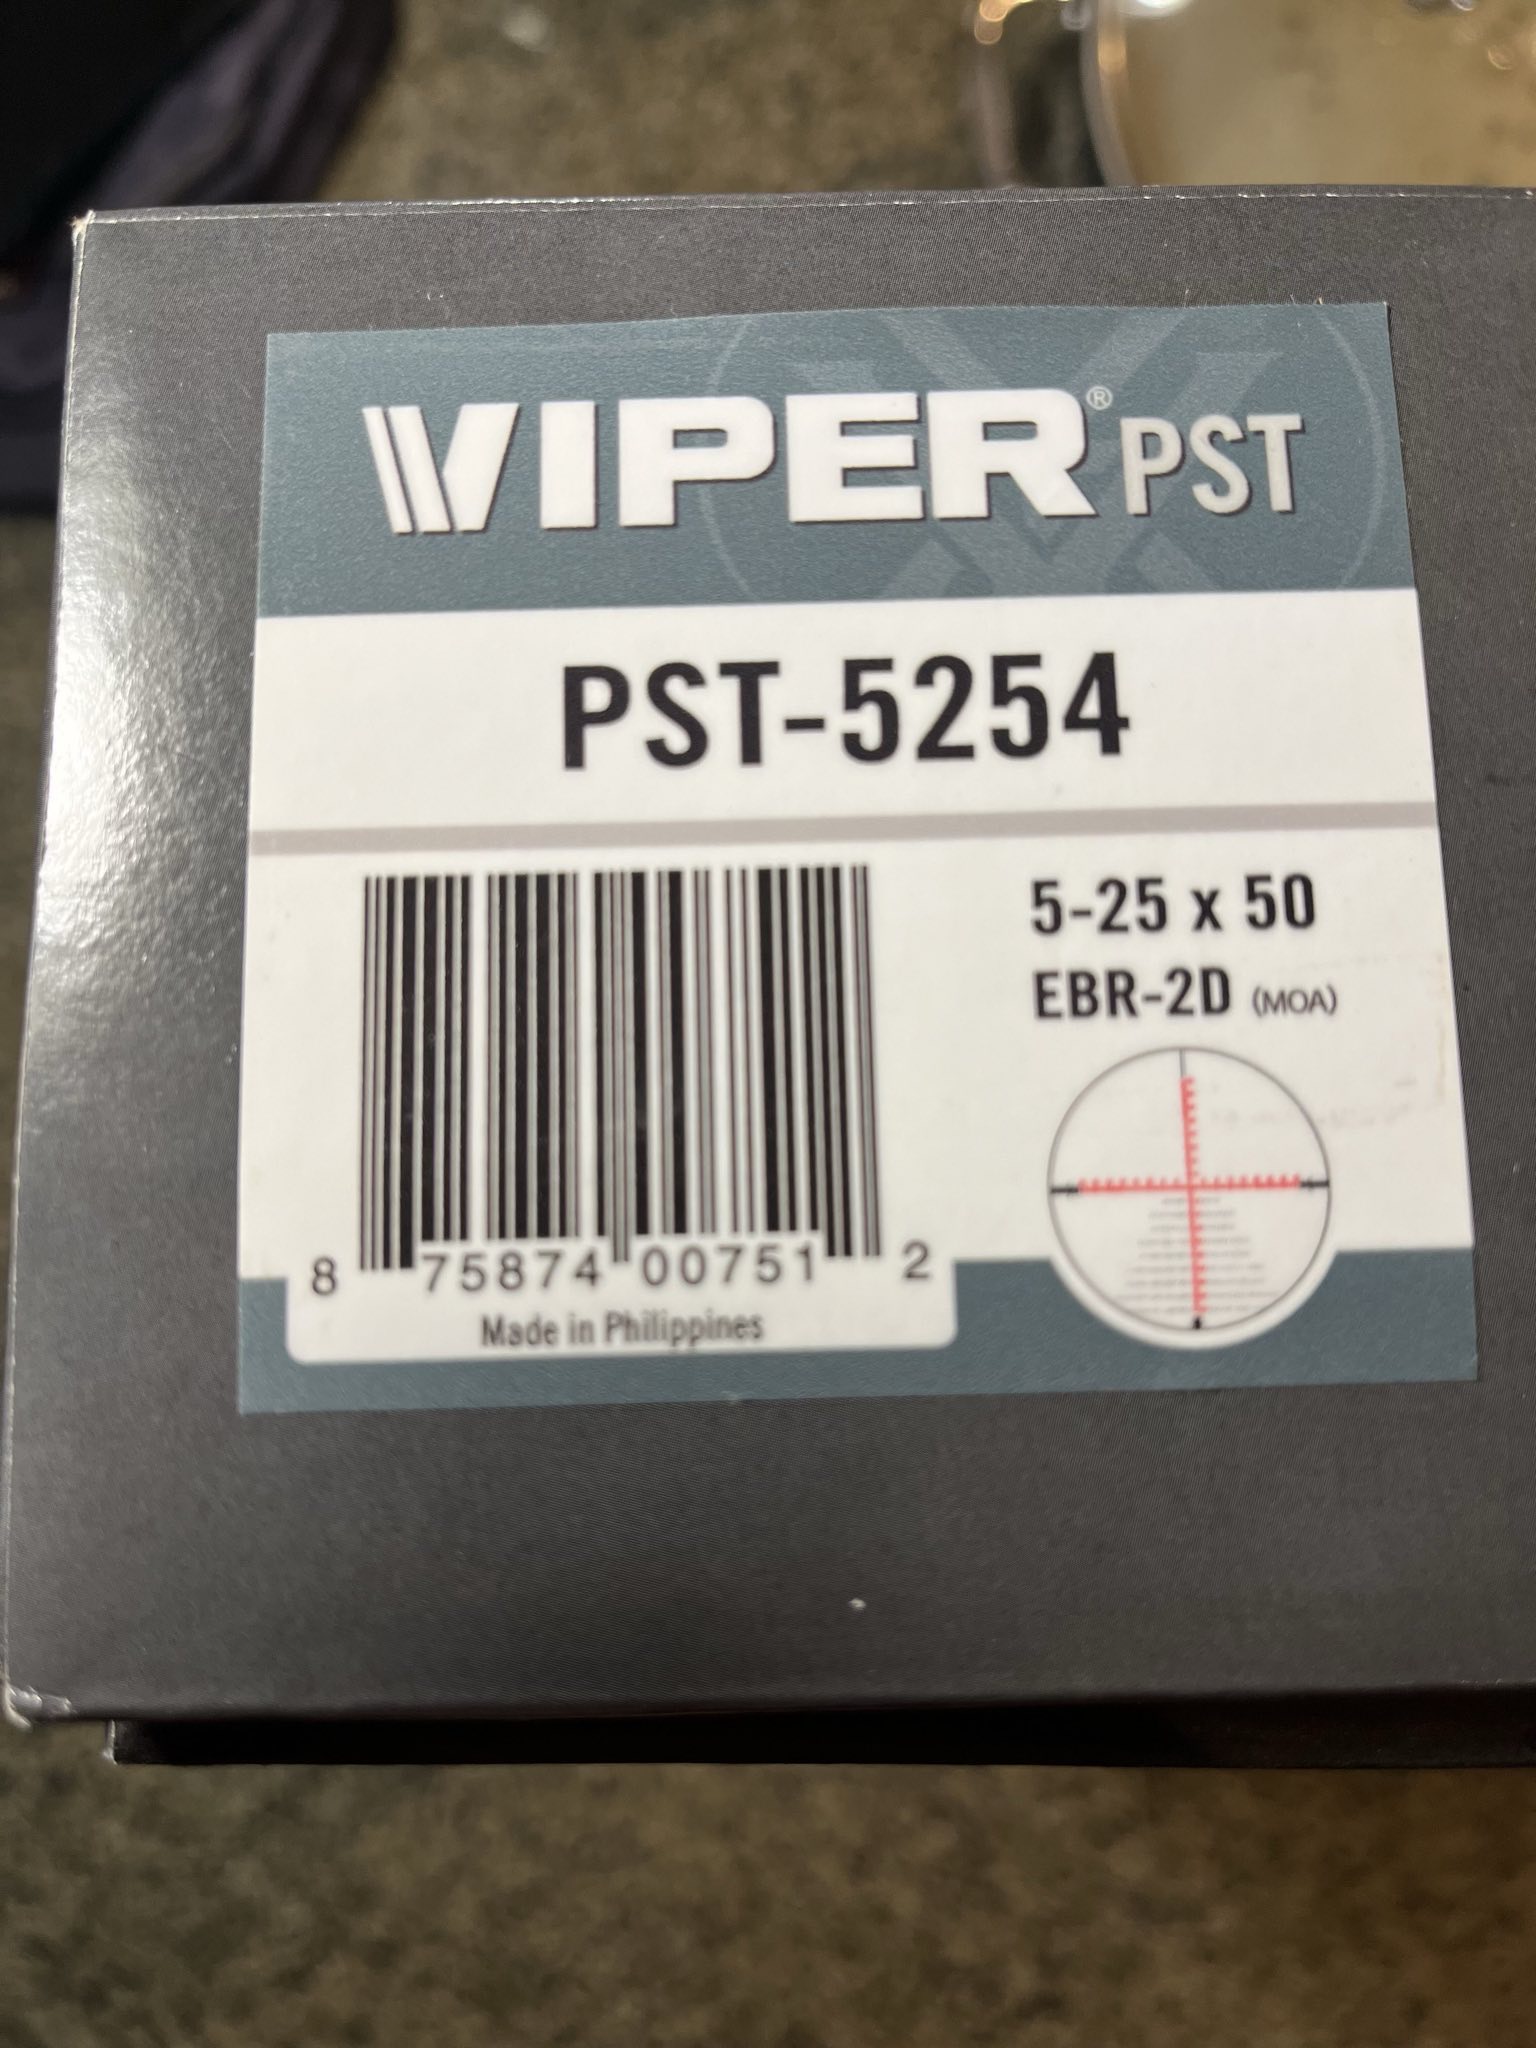 VIPER® PST
PST-5254
5-25 x 50
EBR-2D (MOA)
8 75874 00751 2
Made in Philippines